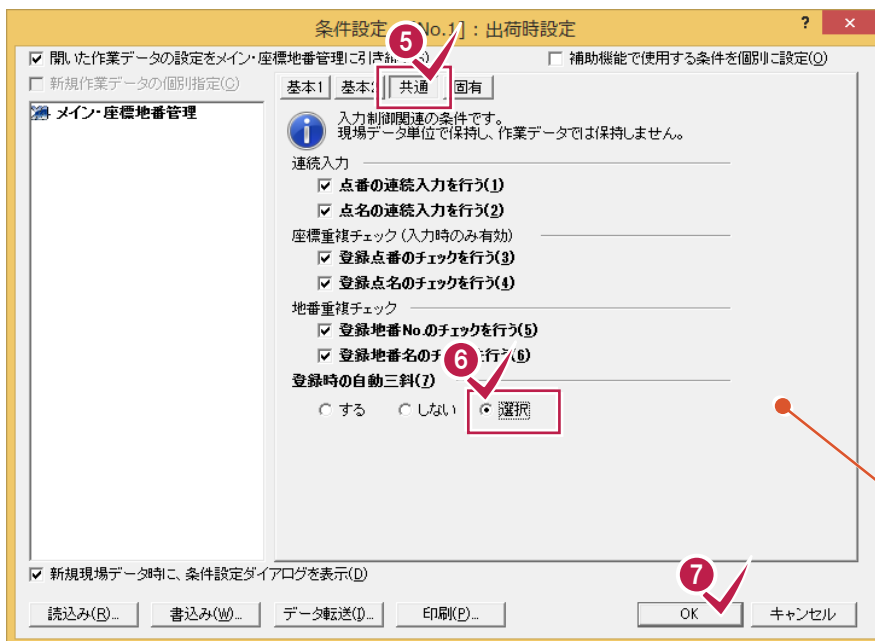 条件設定 [No.1]：出荷時設定
? ×
5
開いた作業データの設定をメイン・座標地番管理に引き
補助機能で使用する条件を個別に設定(O)
新規作業データの個別指定(C)
基本1 基本2 共通 固有
メイン・座標地番管理
入力制御関連の条件です。
現場データ単位で保持し、作業データでは保持しません。
連続入力
点番の連続入力を行う(1)
点名の連続入力を行う(2)
座標重複チェック（入力時のみ有効）
登録点番のチェックを行う(3)
登録点名のチェックを行う(4)
地番重複チェック
登録地番No.のチェックを行う(5)
登録地番名のチ 行う(6)
6
登録時の自動三斜(7)
する しない 選択
新規現場データ時に、条件設定ダイアログを表示(D)
7
読込み(R)... 書込み(W)... データ転送(I)... 印刷(P)... OK キャンセル